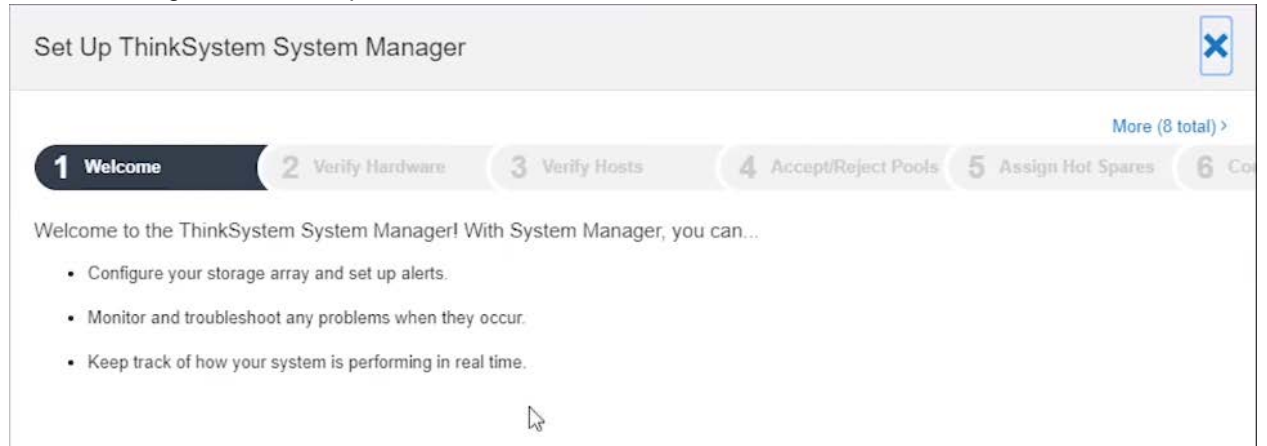 Set Up ThinkSystem System Manager
More (8 total) >
1 Welcome
2 Verify Hardware
3 Verify Hosts
4 Accept/Reject Pools
5 Assign Hot Spares
6 Co
Welcome to the ThinkSystem System Manager! With System Manager, you can...
• Configure your storage array and set up alerts.
• Monitor and troubleshoot any problems when they occur.
• Keep track of how your system is performing in real time.